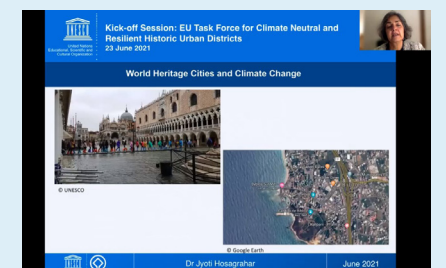 Kick-off Session: EU Task Force for Climate Neutral and
Resilient Historic Urban Districts
23 June 2021
United Nations
Educational, Scientific and
Cultural Organization
World Heritage Cities and Climate Change
© UNESCO
© Google Earth
Dr Jyoti Hosagrahar
June 2021